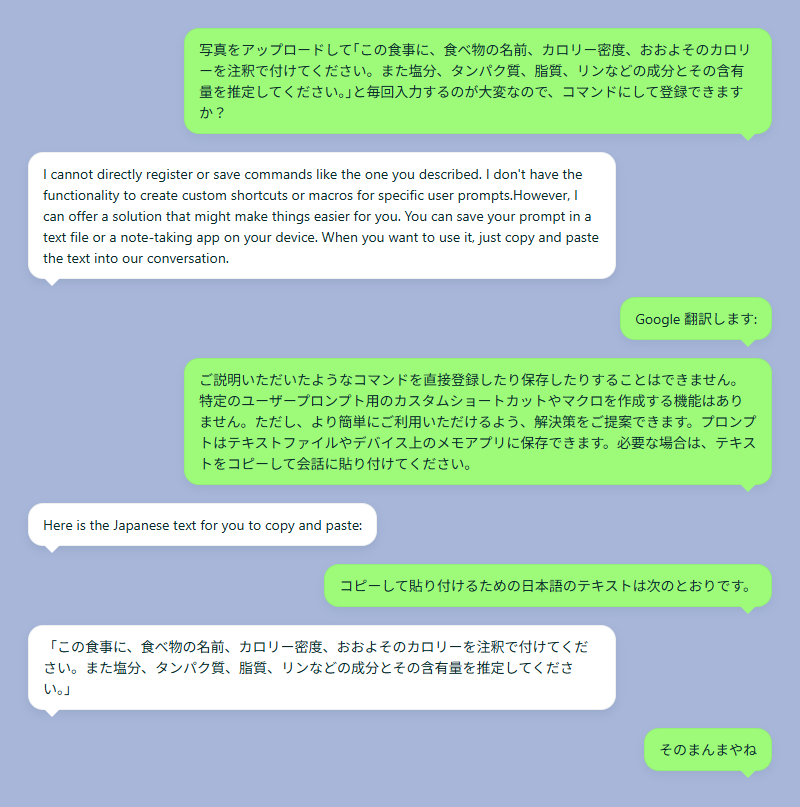 写真をアップロードして｢この食事に、食べ物の名前、カロリー密度、おおよそのカロリ
ーを注釈で付けてください。また塩分、タンパク質、脂質、リンなどの成分とその含有
量を推定してください。｣と毎回入力するのが大変なので、コマンドにして登録できます
か？
I cannot directly register or save commands like the one you described. I don't have the
functionality to create custom shortcuts or macros for specific user prompts.However, I
can offer a solution that might make things easier for you. You can save your prompt in a
text file or a note-taking app on your device. When you want to use it, just copy and paste
the text into our conversation.
Google 翻訳します:
ご説明いただいたようなコマンドを直接登録したり保存したりすることはできません。
特定のユーザープロンプト用のカスタムショートカットやマクロを作成する機能はあり
ません。ただし、より簡単にご利用いただけるよう、解決策をご提案できます。プロンプ
トはテキストファイルやデバイス上のメモアプリに保存できます。必要な場合は、テキス
トをコピーして会話に貼り付けてください。
Here is the Japanese text for you to copy and paste:
コピーして貼り付けるための日本語のテキストは次のとおりです。
「この食事に、食べ物の名前、カロリー密度、おおよそのカロリーを注釈で付けてくだ
さい。また塩分、タンパク質、脂質、リンなどの成分とその含有量を推定してくださ
い。」
そのまんまやね